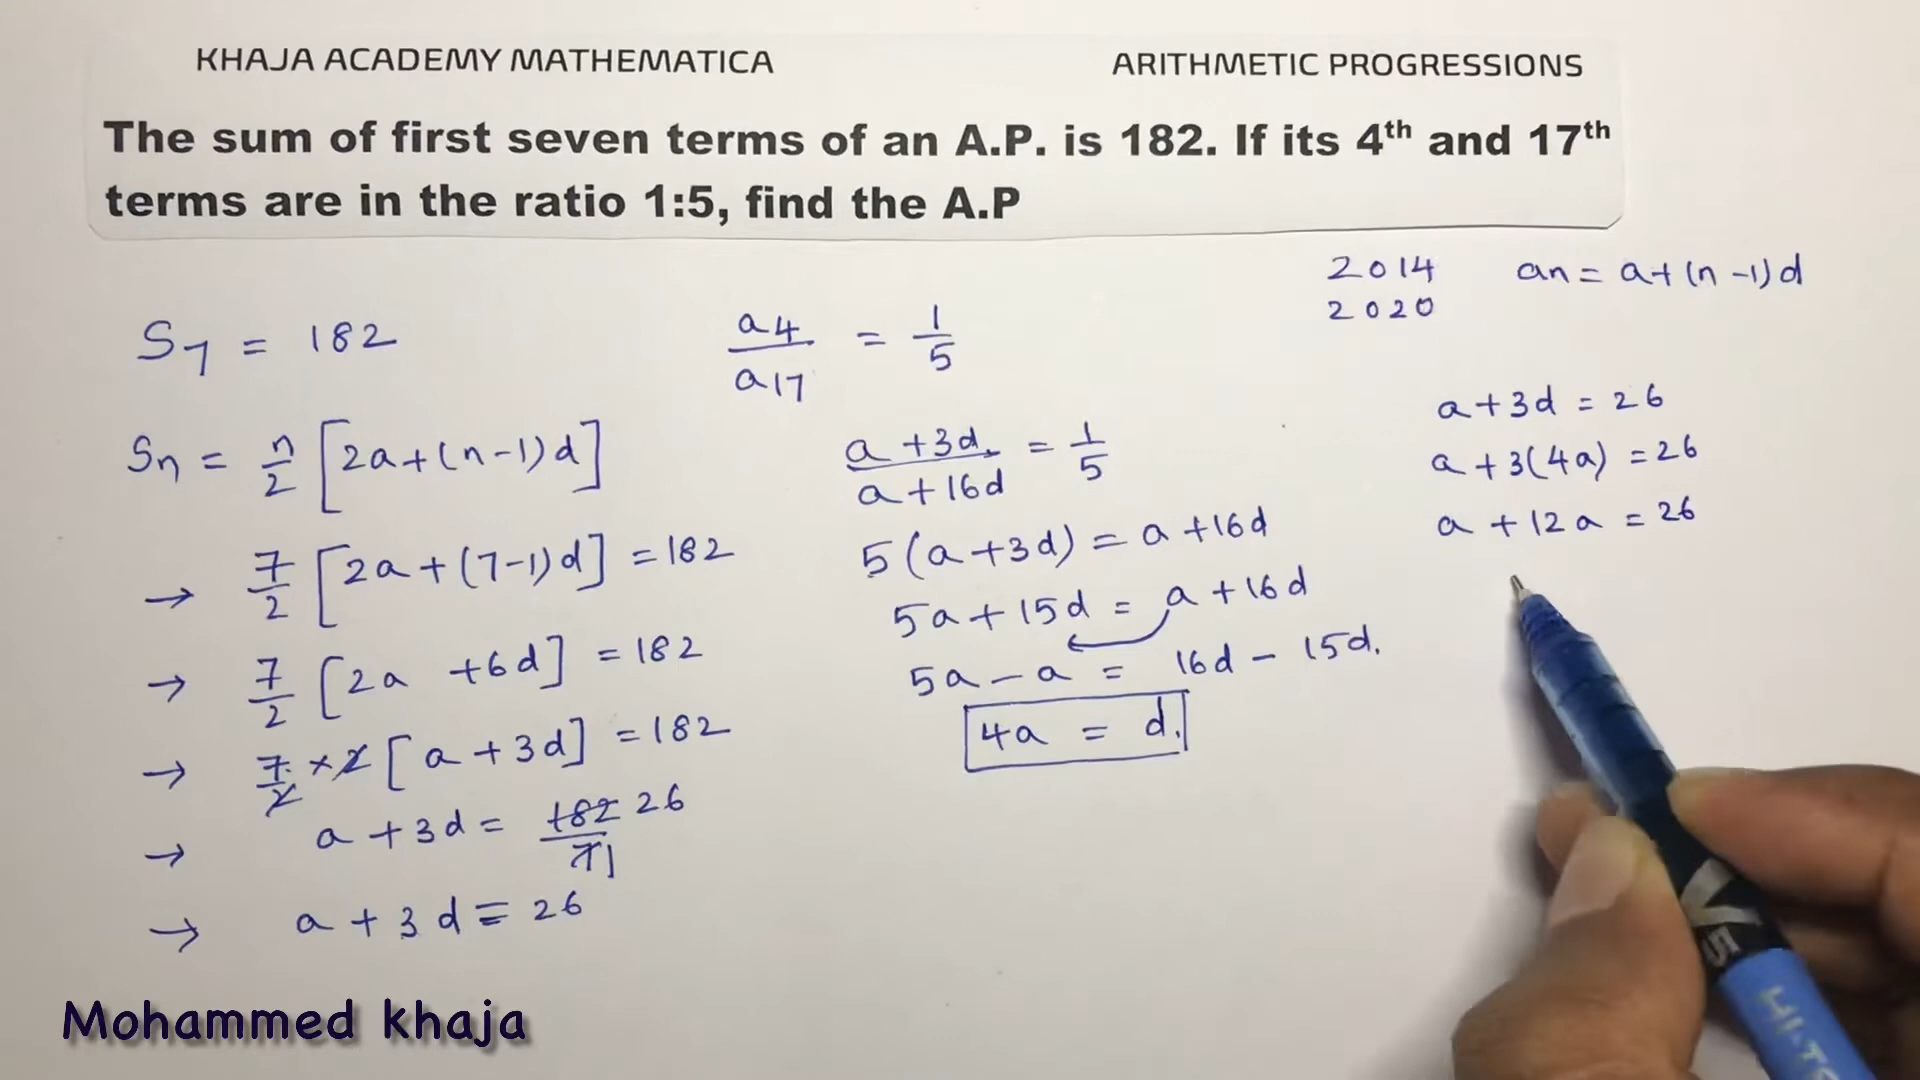 KHAJA ACADEMY MATHEMATICA
ARITHMETIC PROGRESSIONS
The sum of first seven terms of an A.P. is 182. If its 4th and 17th
terms are in the ratio 1:5, find the A.P
2014
2020
an = a+(n-1)d
S7 = 182
Sn = n/2 [2a+(n-1)d]
→ 7/2 [2a+(7-1)d] = 182
→ 7/2 [2a +6d] = 182
→ 7/2 × 2 [a + 3d] = 182
→ a + 3d = 182/7 26 1
→ a + 3d = 26
a4/a17 = 1/5
a +3d/a+16d = 1/5
5(a+3d) = a+16d
5a+15d = a+16d
5a-a = 16d - 15d.
4a = d.
a+3d = 26
a+3(4a) = 26
a + 12a = 26
Mohammed khaja
V5
HI-TE